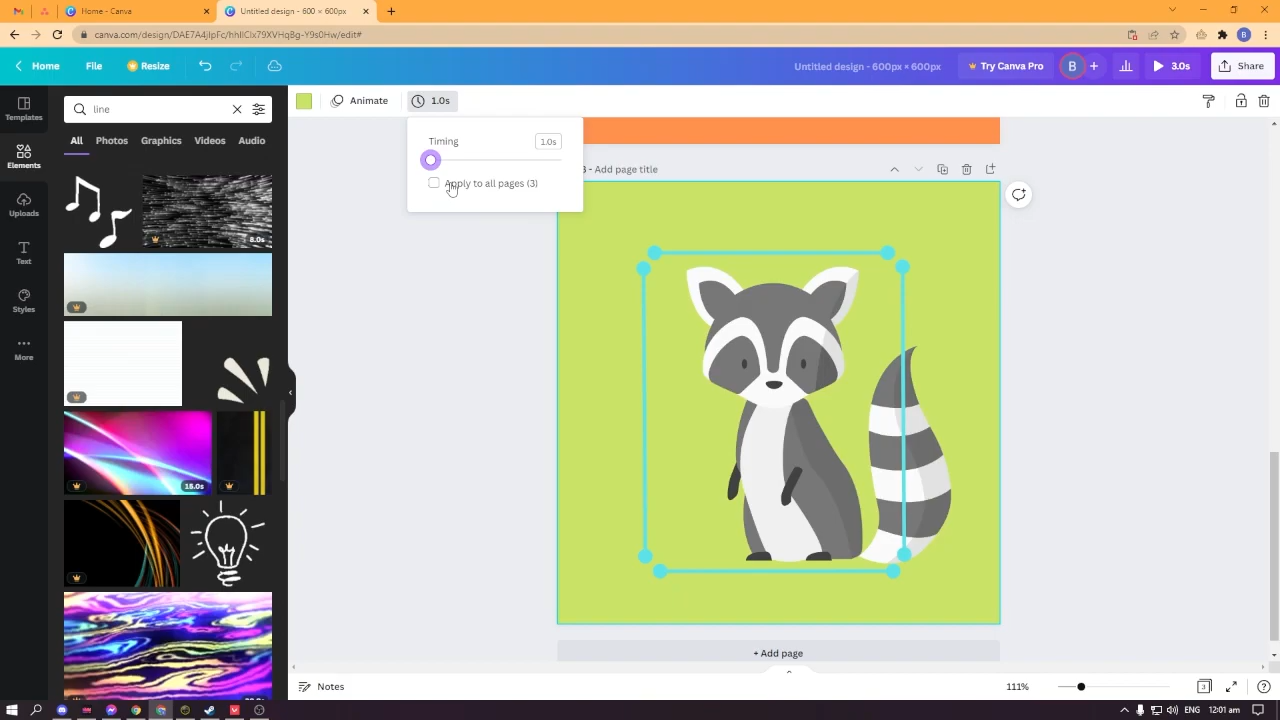 Home - Canva
Untitled design - 600 × 600px
canva.com/design/DAE7A4jIpFc/hhIlClx79XVHqBg-Y9s0Hw/edit#
B
Home
File
Resize
Untitled design - 600px × 600px
Try Canva Pro
B
3.0s
Share
Templates
Elements
Uploads
Text
Styles
More
line
All
Photos
Graphics
Videos
Audio
8.0s
15.0s
Animate
1.0s
Timing
1.0s
Apply to all pages (3)
3 - Add page title
+ Add page
Notes
111%
3
ENG
12:01 am